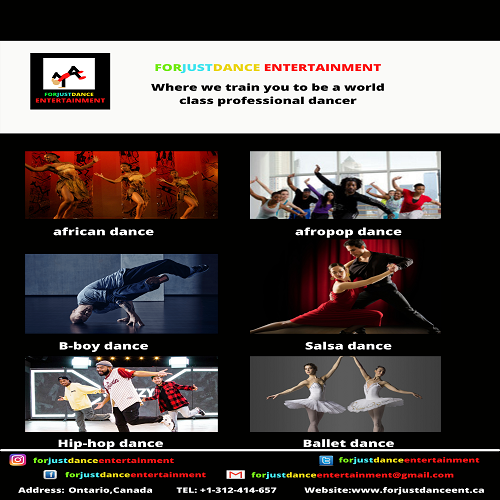 FORJUSTDANCE
ENTERTAINMENT
FORJUSTDANCE ENTERTAINMENT
Where we train you to be a world
class professional dancer
african dance
afropop dance
B-boy dance
Salsa dance
ZY
Hip-hop dance
Ballet dance
forjustdanceentertainment
forjustdanceentertainment
forjustdanceentertainment
forjustdanceentertainment@gmail.com
Address: Ontario,Canada
TEL: +1-312-414-657
Website:www.forjustdanceent.ca